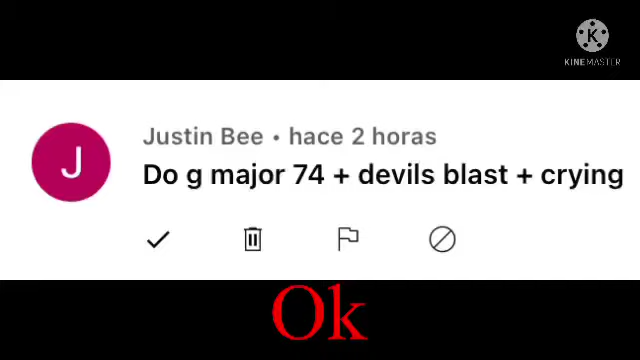 K
KINEMASTER
J
Justin Bee • hace 2 horas
Do g major 74 + devils blast + crying
Ok